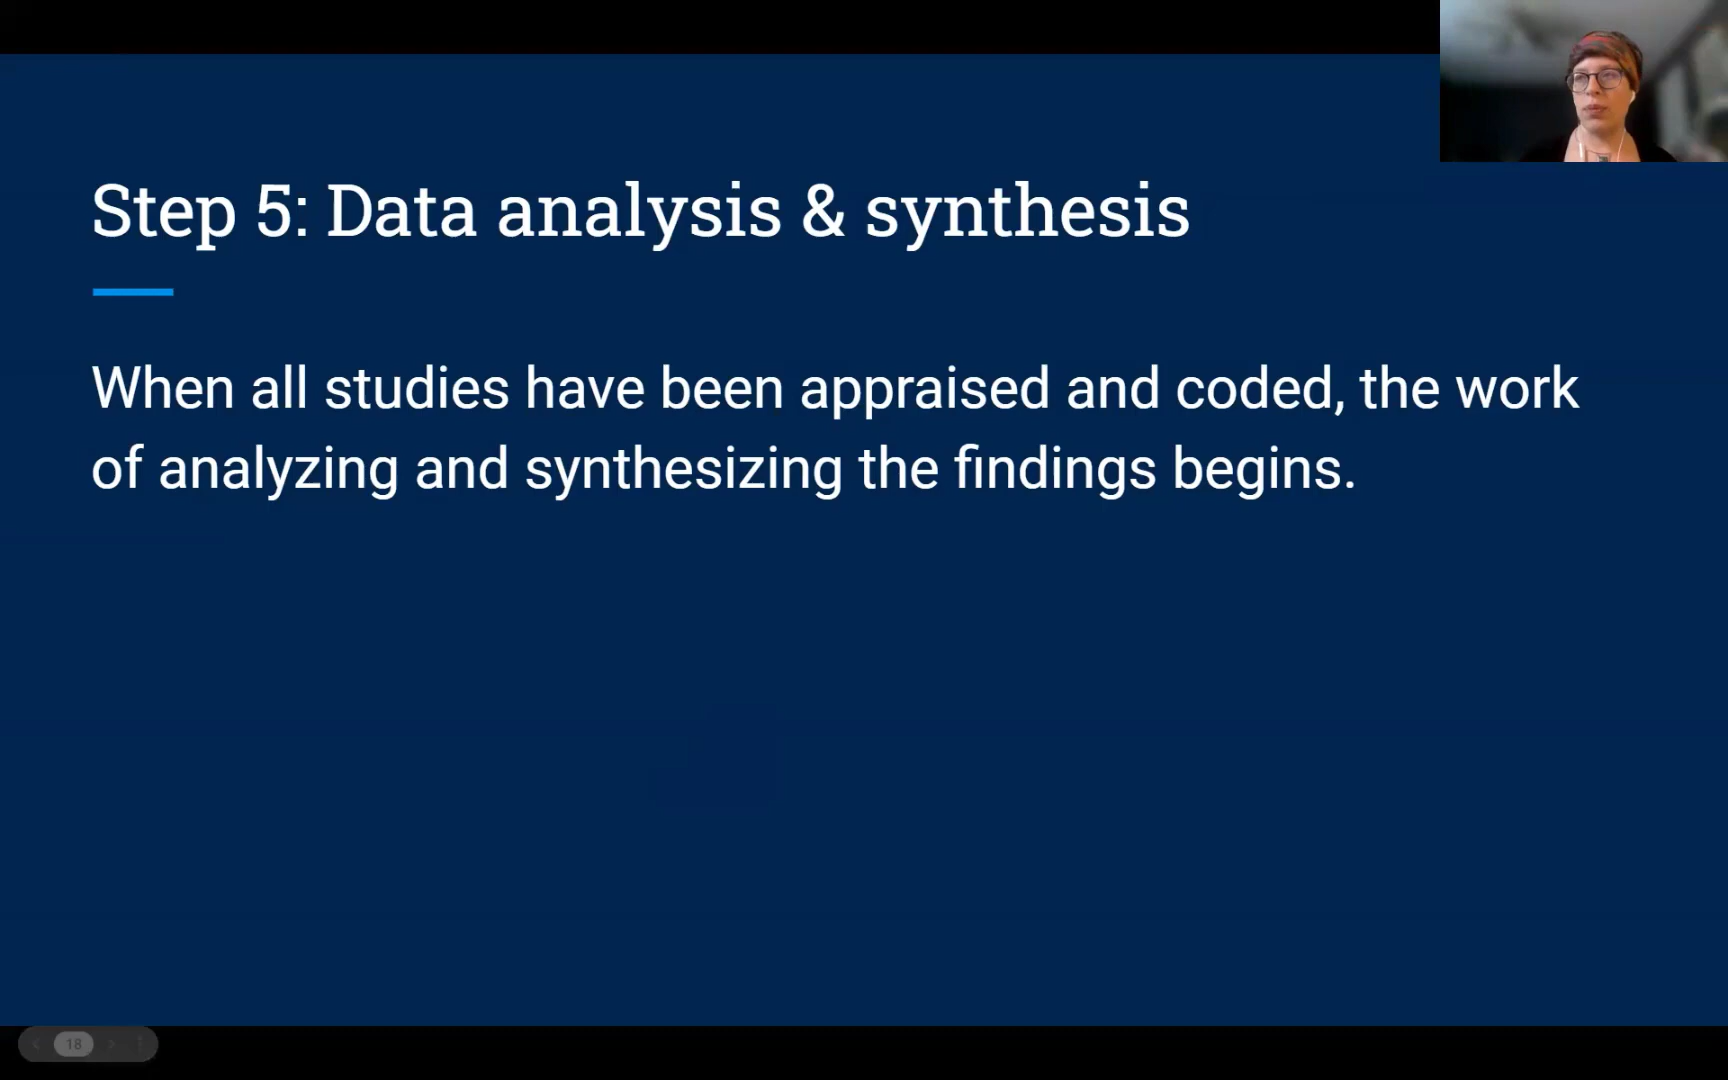 Step 5: Data analysis & synthesis
When all studies have been appraised and coded, the work
of analyzing and synthesizing the findings begins.
18